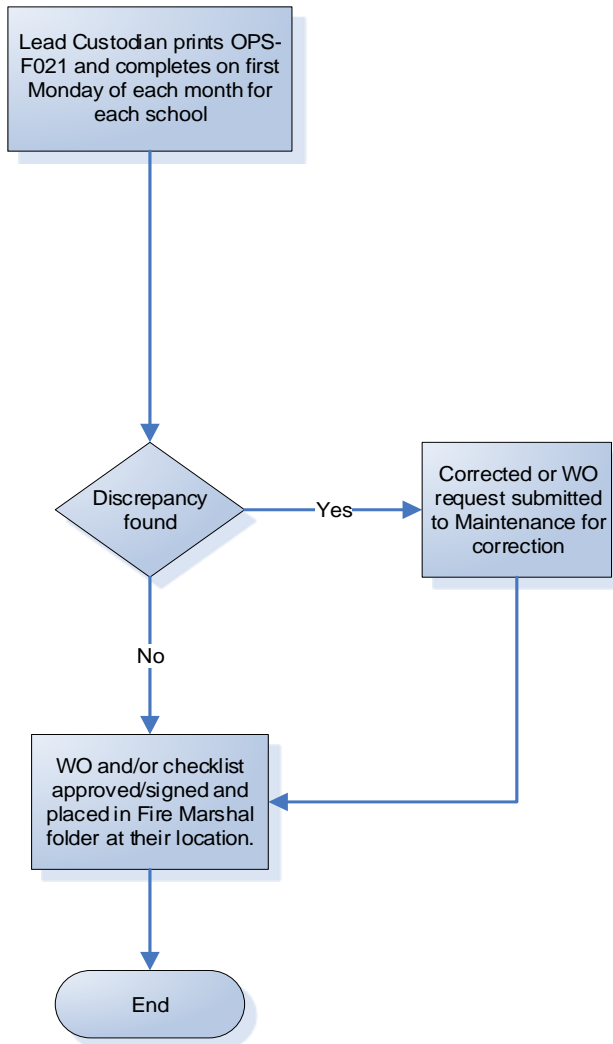 Lead Custodian prints OPS-
F021 and completes on first
Monday of each month for
each school
Discrepancy
found
Yes
Corrected or WO
request submitted
to Maintenance for
correction
No
WO and/or checklist
approved/signed and
placed in Fire Marshal
folder at their location.
End